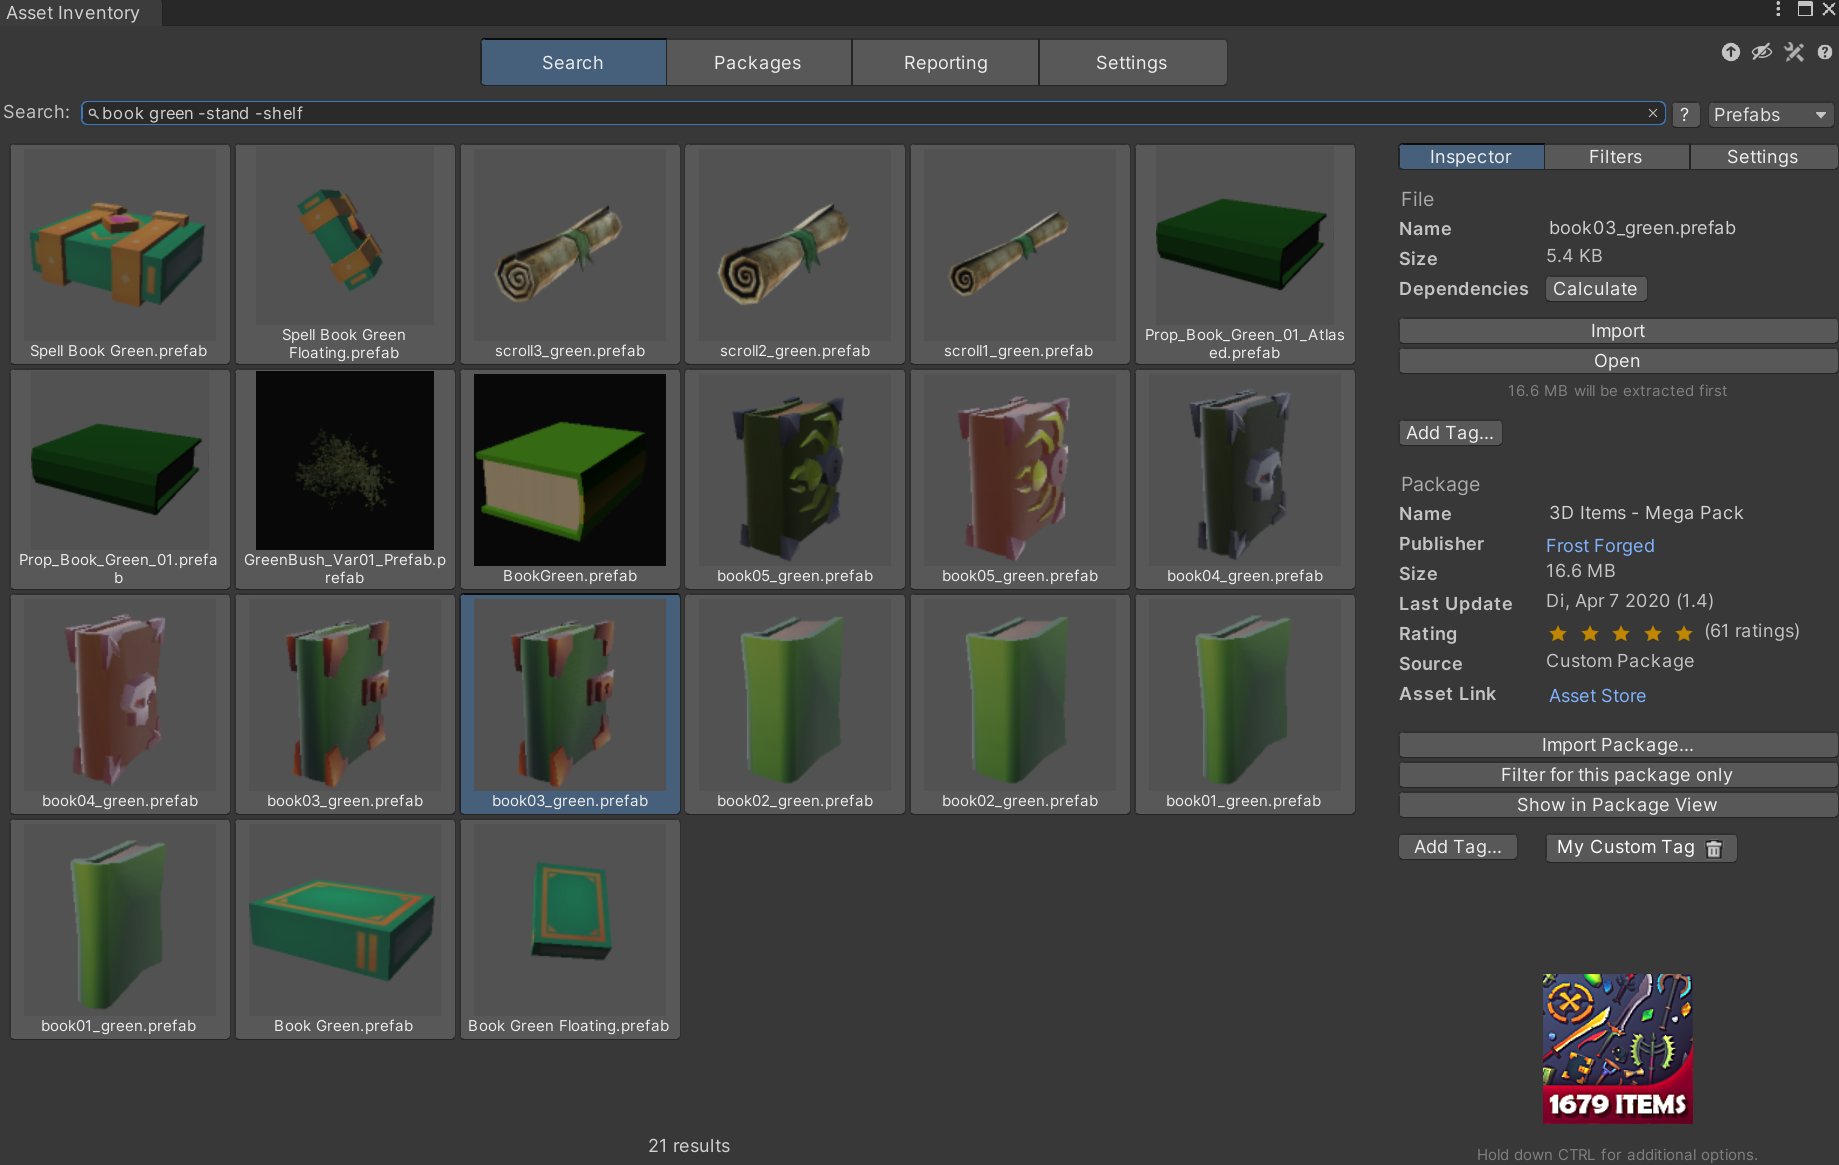 Asset Inventory
Search
Packages
Reporting
Settings
Search:
book green -stand -shelf
?
Prefabs
Spell Book Green.prefab
Spell Book Green
Floating.prefab
scroll3_green.prefab
scroll2_green.prefab
scroll1_green.prefab
Prop_Book_Green_01_Atlas
ed.prefab
Prop_Book_Green_01.prefa
b
GreenBush_Var01_Prefab.p
refab
BookGreen.prefab
book05_green.prefab
book05_green.prefab
book04_green.prefab
book04_green.prefab
book03_green.prefab
book03_green.prefab
book02_green.prefab
book02_green.prefab
book01_green.prefab
book01_green.prefab
Book Green.prefab
Book Green Floating.prefab
21 results
Inspector
Filters
Settings
File
Name book03_green.prefab
Size 5.4 KB
Dependencies Calculate
Import
Open
16.6 MB will be extracted first
Add Tag...
Package
Name 3D Items - Mega Pack
Publisher Frost Forged
Size 16.6 MB
Last Update Di, Apr 7 2020 (1.4)
Rating (61 ratings)
Source Custom Package
Asset Link Asset Store
Import Package...
Filter for this package only
Show in Package View
Add Tag... My Custom Tag
1679 ITEMS
Hold down CTRL for additional options.